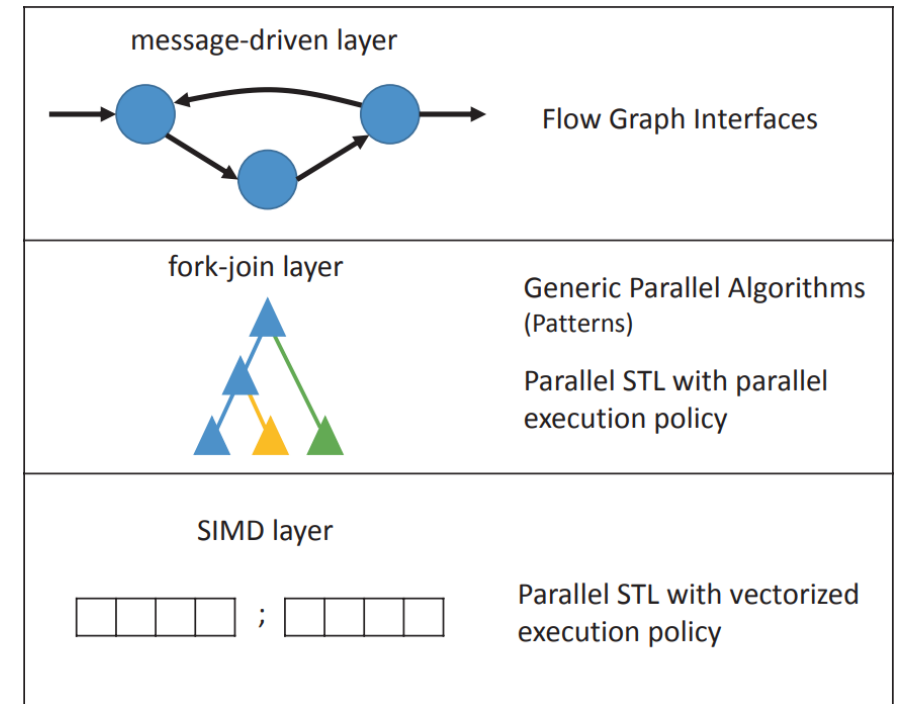 message-driven layer
Flow Graph Interfaces
fork-join layer
Generic Parallel Algorithms
(Patterns)
Parallel STL with parallel
execution policy
SIMD layer
;
Parallel STL with vectorized
execution policy